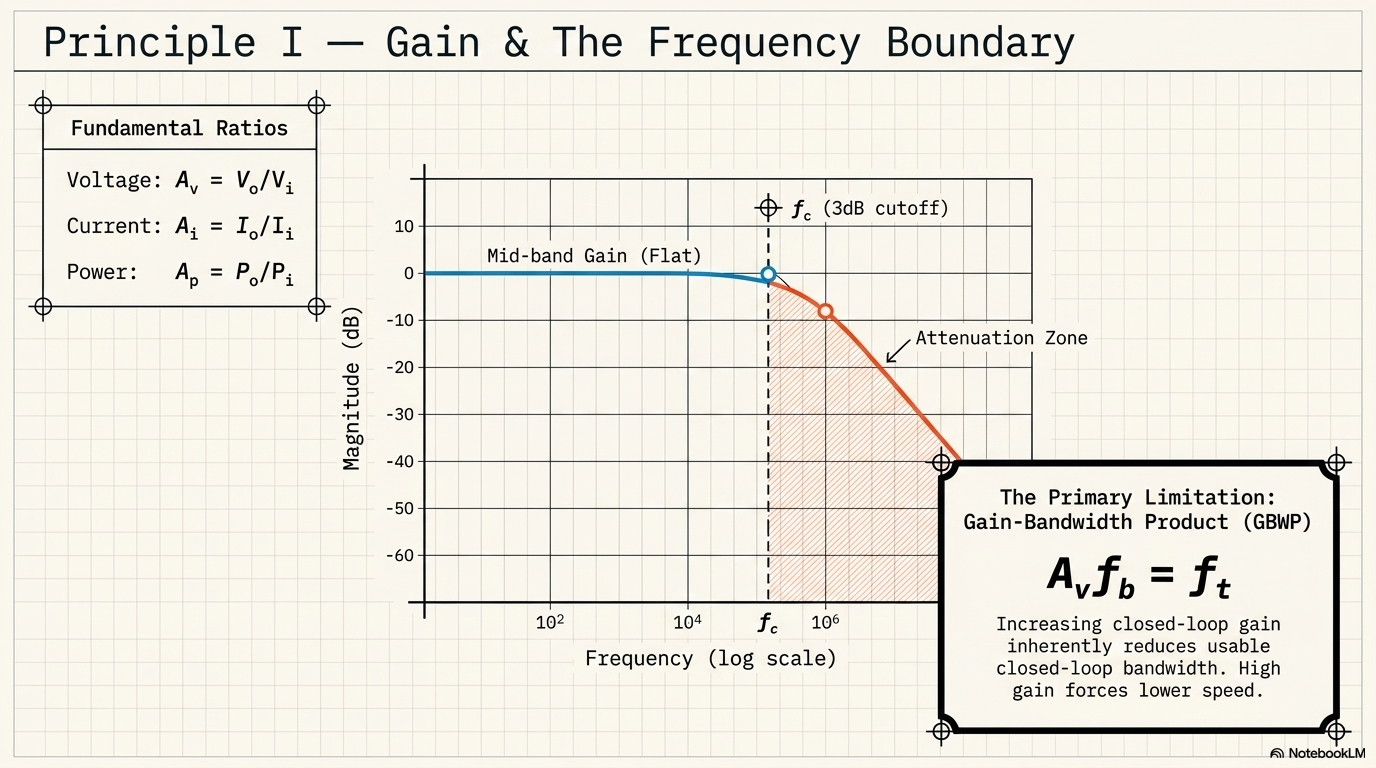 Principle I — Gain & The Frequency Boundary
Fundamental Ratios
Voltage: Aᵥ = Vₒ/Vᵢ
Current: Aᵢ = Iₒ/Iᵢ
Power: Aₚ = Pₒ/Pᵢ
f_c (3dB cutoff)
Mid-band Gain (Flat)
Attenuation Zone
Magnitude (dB)
10
0
-10
-20
-30
-40
-50
-60
10² 10⁴ f_c 10⁶
Frequency (log scale)
The Primary Limitation:
Gain-Bandwidth Product (GBWP)
Aᵥf_b = fₜ
Increasing closed-loop gain
inherently reduces usable
closed-loop bandwidth. High
gain forces lower speed.
NotebookLM